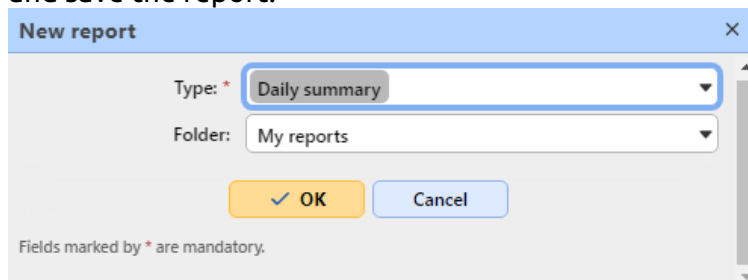 and save the report.
New report
Type: * Daily summary
Folder: My reports
OK Cancel
Fields marked by * are mandatory.